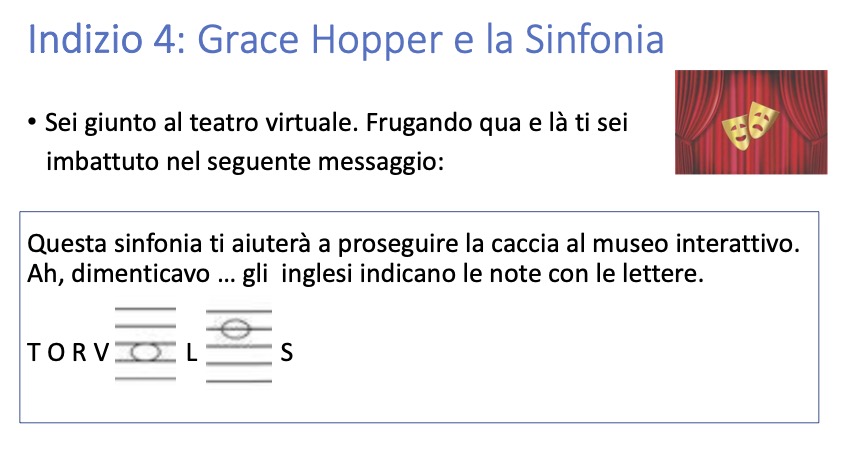 Indizio 4: Grace Hopper e la Sinfonia
• Sei giunto al teatro virtuale. Frugando qua e là ti sei
imbattuto nel seguente messaggio:
Questa sinfonia ti aiuterà a proseguire la caccia al museo interattivo.
Ah, dimenticavo ... gli inglesi indicano le note con le lettere.
T O R V L S